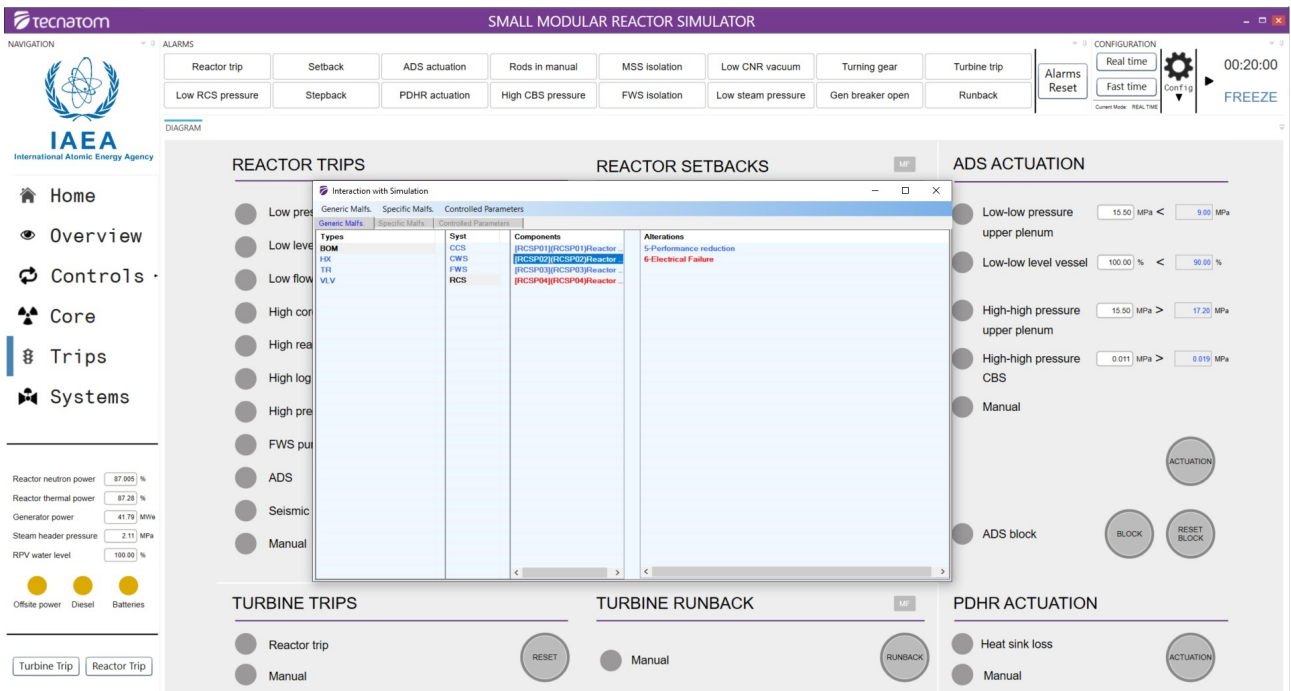 tecnatom
SMALL MODULAR REACTOR SIMULATOR
NAVIGATION
IAEA
International Atomic Energy Agency
Home
Overview
Controls
Core
Trips
Systems
Reactor neutron power 87.005 %
Reactor thermal power 87.28 %
Generator power 41.79 MWe
Steam header pressure 2.11 MPa
RPV water level 100.00 %
Offsite power Diesel Batteries
Turbine Trip Reactor Trip
ALARMS
Reactor trip Setback ADS actuation Rods in manual MSS isolation Low CNR vacuum Turning gear Turbine trip
Low RCS pressure Stepback PDHR actuation High CBS pressure FWS isolation Low steam pressure Gen breaker open Runback
Alarms
Reset
CONFIGURATION
Real time
Fast time
Current Mode: REAL TIME
Config
00:20:00
FREEZE
DIAGRAM
REACTOR TRIPS
Low pres
Low leve
Low flow
High cor
High rea
High log
High pre
FWS pu
ADS
Seismic
Manual
REACTOR SETBACKS MF
Interaction with Simulation
Generic Malfs. Specific Malfs. Controlled Parameters
Generic Malfs. Specific Malfs. Controlled Parameters
Types Syst Components Alterations
BOM CCS [RCSP01](RCSP01)Reactor ... 5-Performance reduction
HX CWS [RCSP02](RCSP02)Reactor ... 6-Electrical Failure
TR FWS [RCSP03](RCSP03)Reactor ...
VLV RCS [RCSP04](RCSP04)Reactor ...
ADS ACTUATION
Low-low pressure 15.50 MPa < 9.00 MPa
upper plenum
Low-low level vessel 100.00 % < 90.00 %
High-high pressure 15.50 MPa > 17.20 MPa
upper plenum
High-high pressure 0.011 MPa > 0.019 MPa
CBS
Manual
ACTUATION
ADS block BLOCK RESET
BLOCK
TURBINE TRIPS
Reactor trip
Manual
RESET
TURBINE RUNBACK MF
Manual RUNBACK
PDHR ACTUATION
Heat sink loss
Manual
ACTUATION